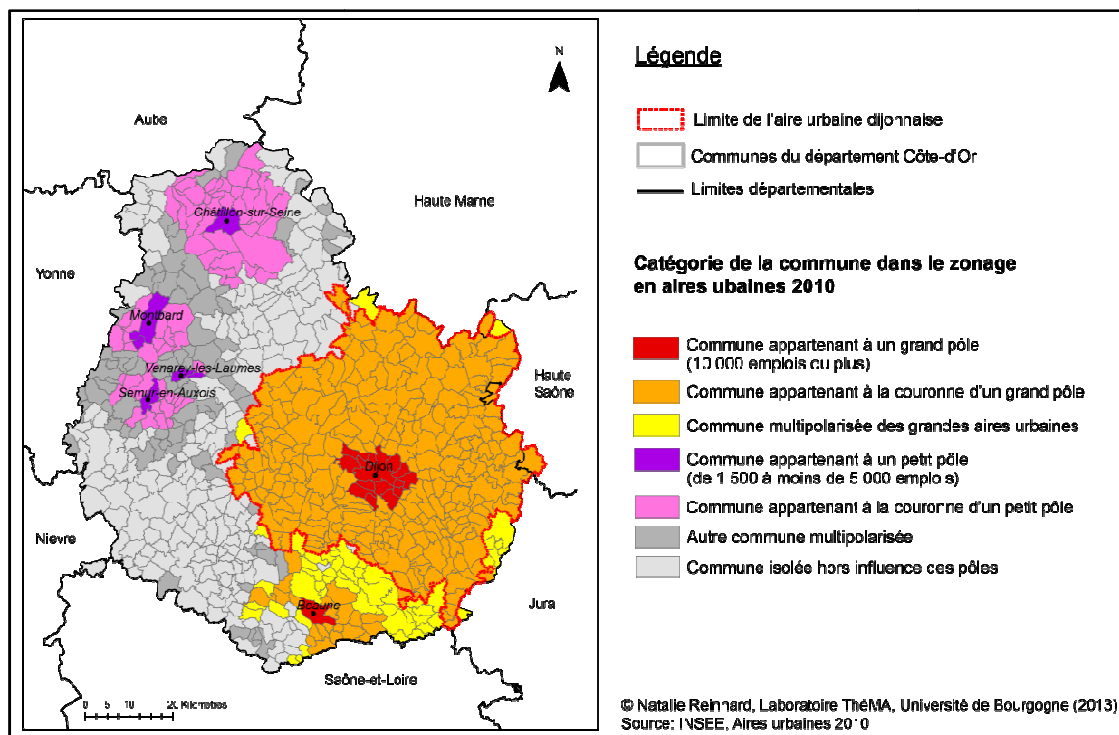 N
Aube
Haute Marne
Châtillon-sur-Seine
Yonne
Montbard
Venarey-les-Laumes
Semur-en-Auxois
Haute
Saône
Dijon
Nievre
Beaune
Jura
Saône-et-Loire
0 5 10 20 Kilometres
Légende
Limite de l'aire urbaine dijonnaise
Communes du département Côte-d'Or
Limites départementales
Catégorie de la commune dans le zonage
en aires ubaines 2010
Commune appartenant à un grand pôle
(10 000 emplois ou plus)
Commune appartenant à la couronne d'un grand pôle
Commune multipolarisée des grandes aires urbaines
Commune appartenant à un petit pôle
(de 1 500 à moins de 5 000 emplois)
Commune appartenant à la couronne d'un petit pôle
Autre commune multipolarisée
Commune isolée hors influence des pôles
© Natalie Reinhard, Laboratoire ThéMA, Université de Bourgogne (2013)
Source: INSEE, Aires urbaines 2010